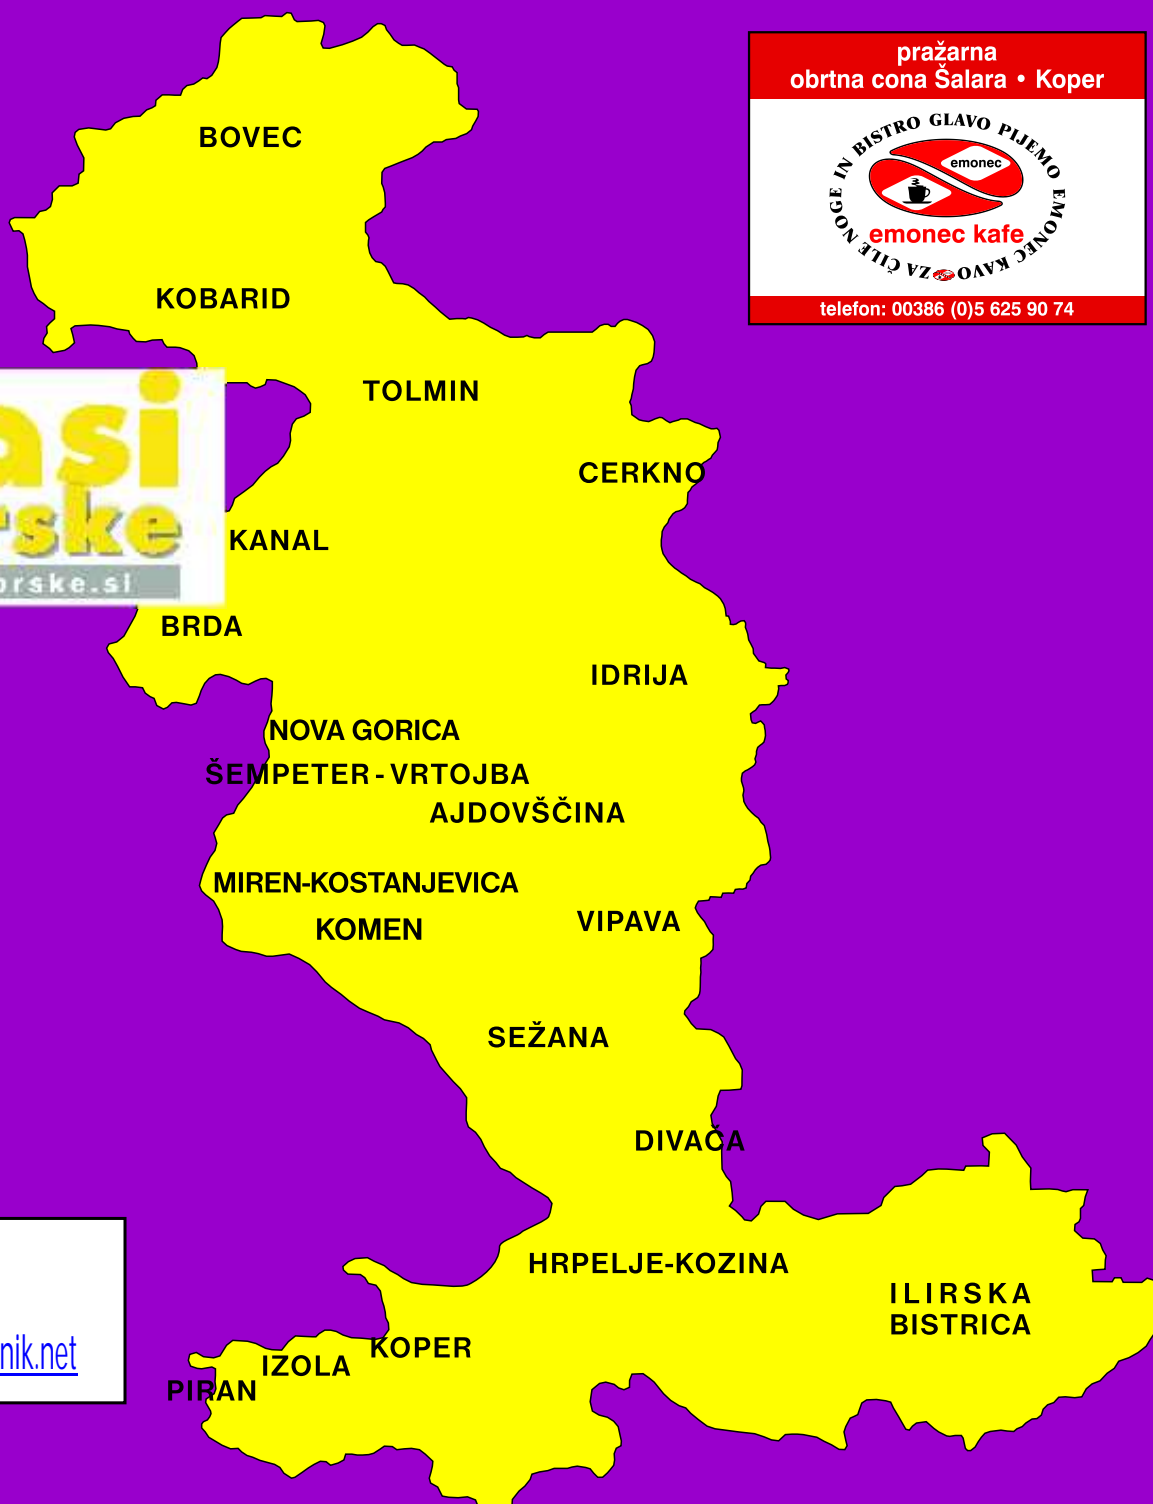 pražarna
obrtna cona Šalara • Koper
ZA ČILE NOGE IN BISTRO GLAVO PIJEMO EMONEC KAVO
emonec
emonec kafe
telefon: 00386 (0)5 625 90 74
BOVEC
KOBARID
TOLMIN
asi
rske
orske.si
CERKNO
KANAL
BRDA
IDRIJA
NOVA GORICA
ŠEMPETER - VRTOJBA
AJDOVŠČINA
MIREN-KOSTANJEVICA
KOMEN
VIPAVA
SEŽANA
DIVAČA
HRPELJE-KOZINA
ILIRSKA
BISTRICA
nik.net
KOPER
IZOLA
PIRAN